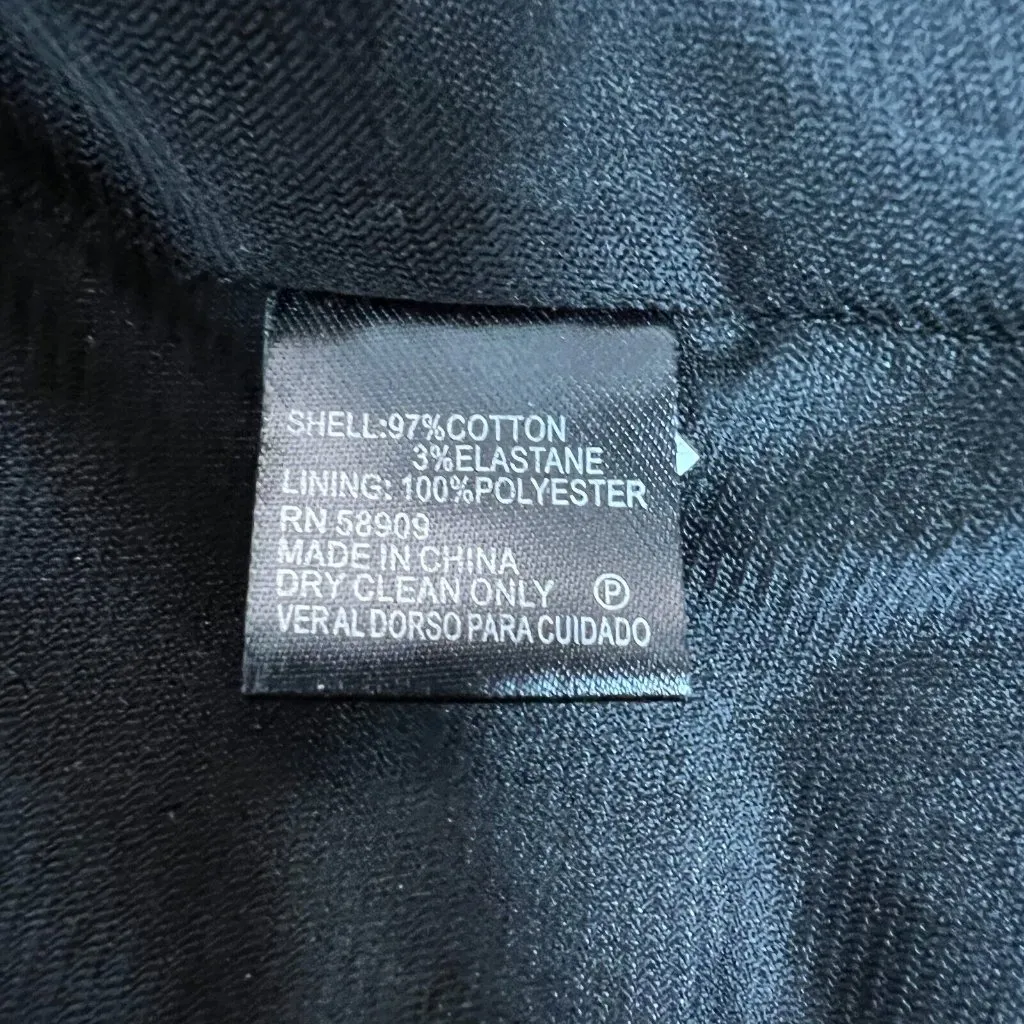 SHELL:97%COTTON
3%ELASTANE
LINING: 100%POLYESTER
RN 58909
MADE IN CHINA
DRY CLEAN ONLY Ⓟ
VER AL DORSO PARA CUIDADO